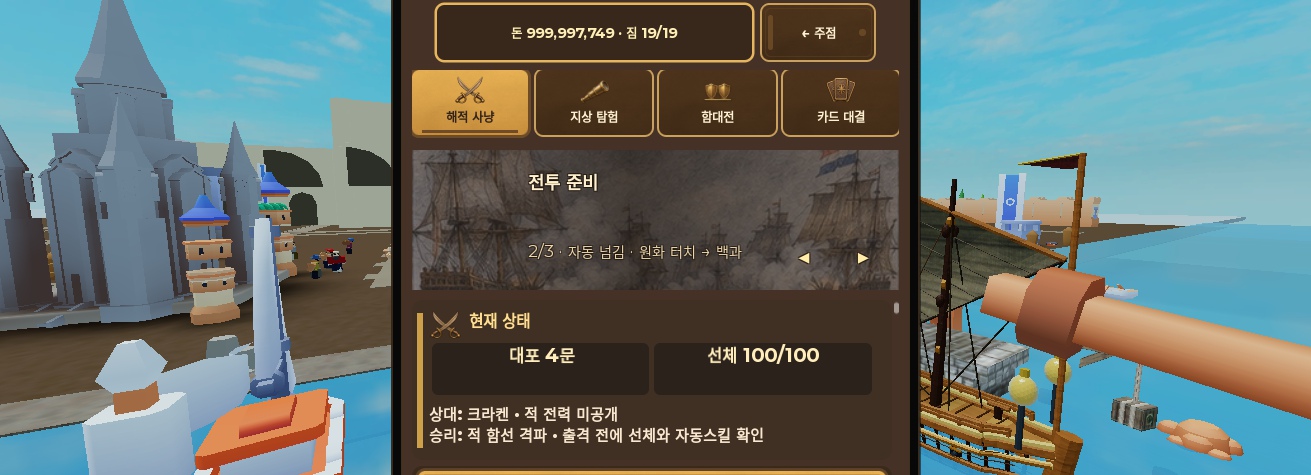 돈 999,997,749 · 짐 19/19
← 주점
해적 사냥
지상 탐험
함대전
카드 대결
전투 준비
2/3 · 자동 넘김 · 원화 터치 → 백과
◀ ▶
현재 상태
대포 4문
선체 100/100
상대: 크라켄 • 적 전력 미공개
승리: 적 함선 격파 • 출격 전에 선체와 자동스킬 확인